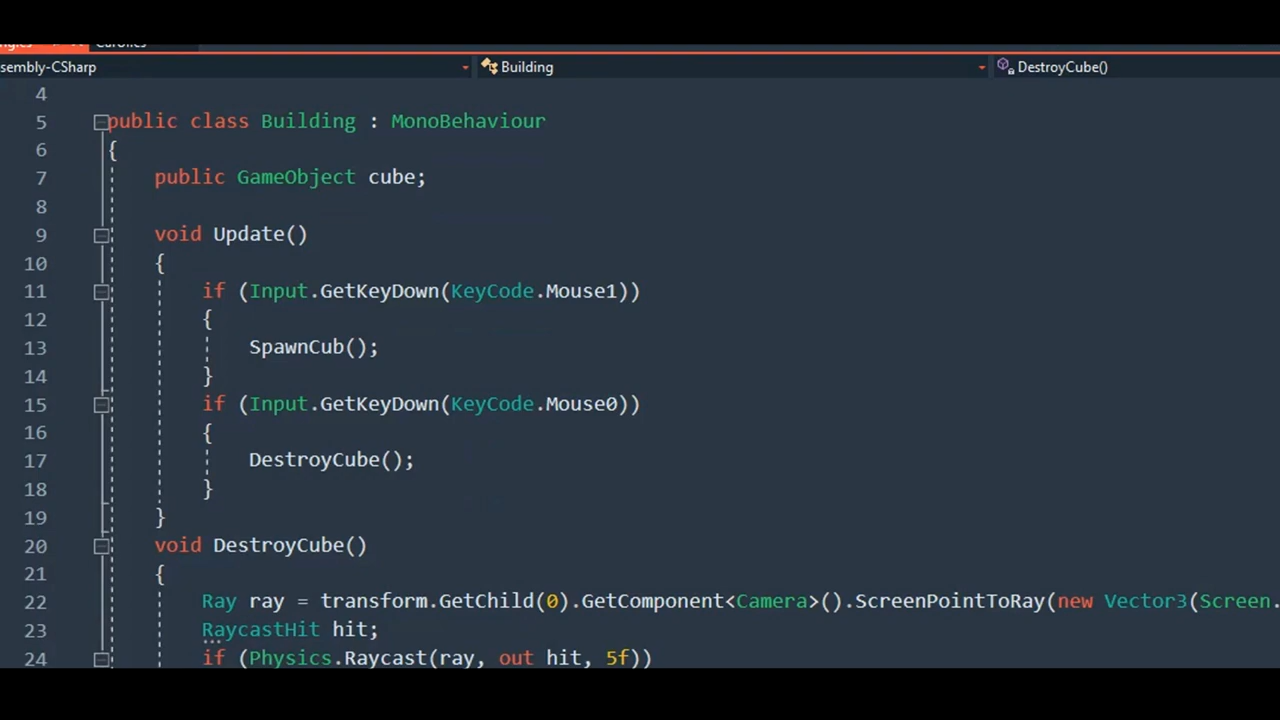 sembly-CSharp Building DestroyCube()
4
5 public class Building : MonoBehaviour
6 {
7 public GameObject cube;
8
9 void Update()
10 {
11 if (Input.GetKeyDown(KeyCode.Mouse1))
12 {
13 SpawnCub();
14 }
15 if (Input.GetKeyDown(KeyCode.Mouse0))
16 {
17 DestroyCube();
18 }
19 }
20 void DestroyCube()
21 {
22 Ray ray = transform.GetChild(0).GetComponent<Camera>().ScreenPointToRay(new Vector3(Screen.
23 RaycastHit hit;
24 if (Physics.Raycast(ray, out hit, 5f))